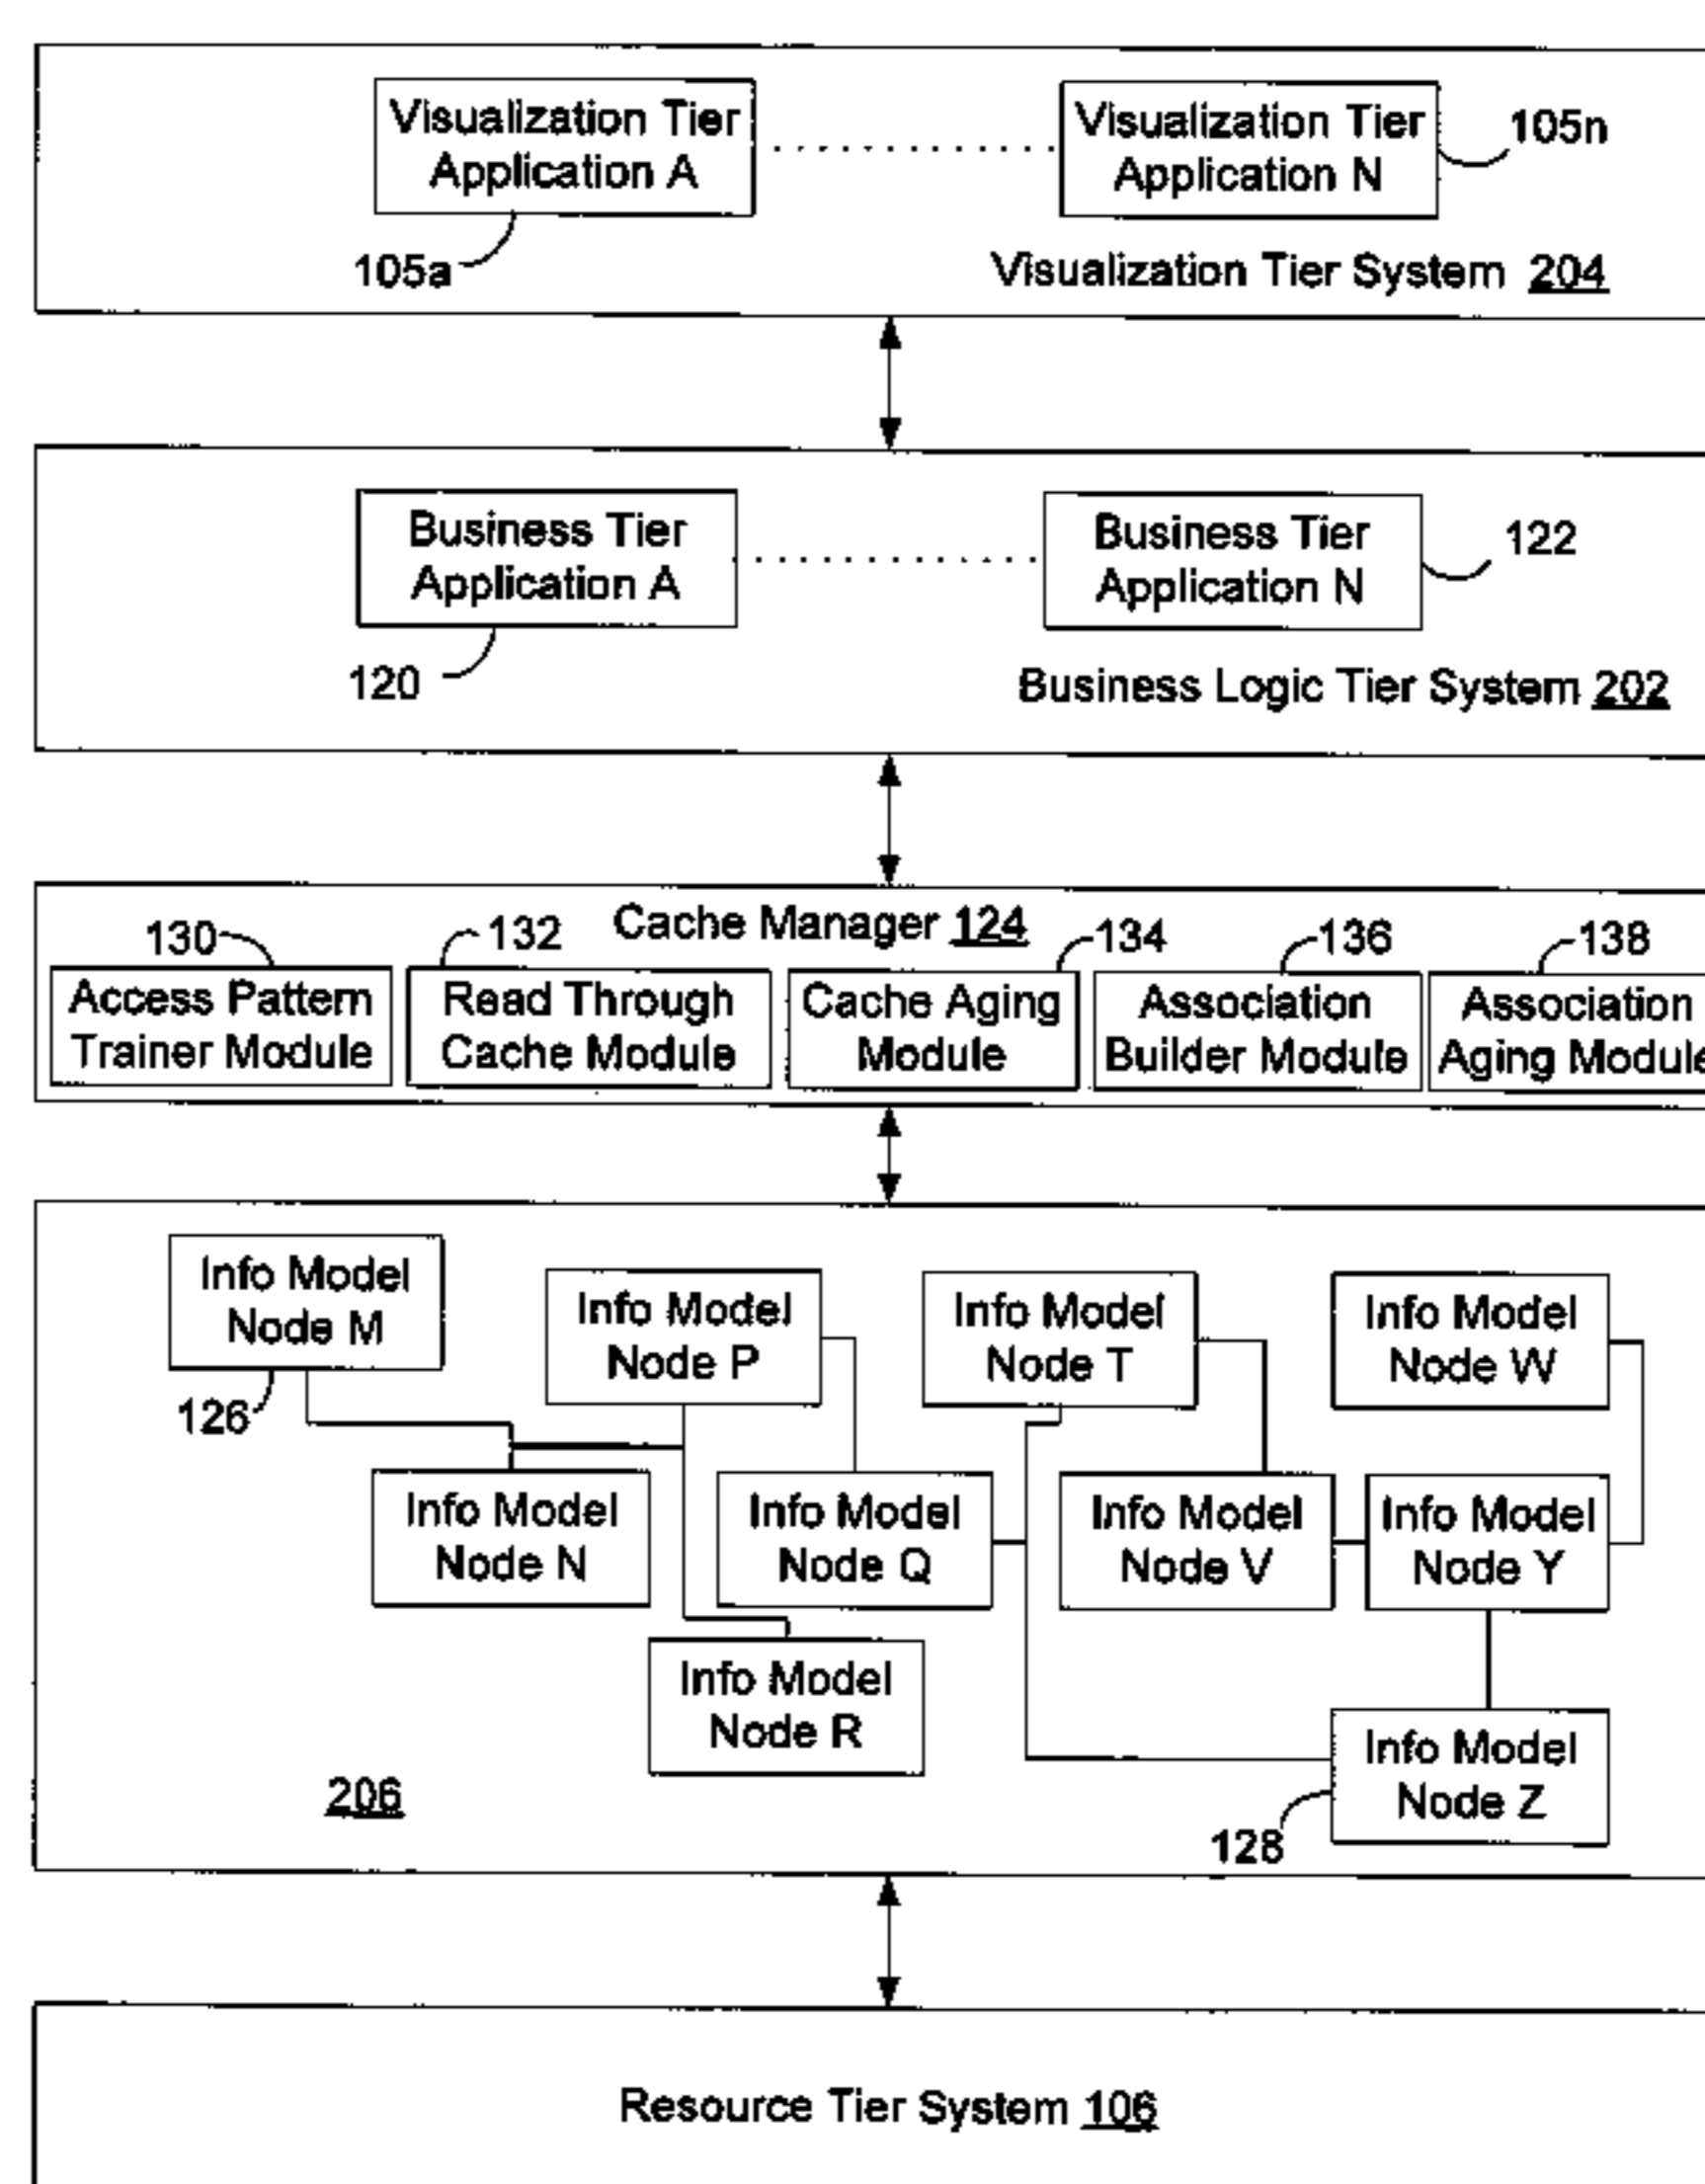 Visualization Tier
Application A
Visualization Tier
Application N
105n
105a
Visualization Tier System 204
Business Tier
Application A
Business Tier
Application N
122
120
Business Logic Tier System 202
Cache Manager 124
130
132
134
136
138
Access Pattern
Trainer Module
Read Through
Cache Module
Cache Aging
Module
Association
Builder Module
Association
Aging Module
Info Model
Node M
126
Info Model
Node P
Info Model
Node T
Info Model
Node W
Info Model
Node N
Info Model
Node Q
Info Model
Node V
Info Model
Node Y
Info Model
Node R
Info Model
Node Z
206
128
Resource Tier System 106